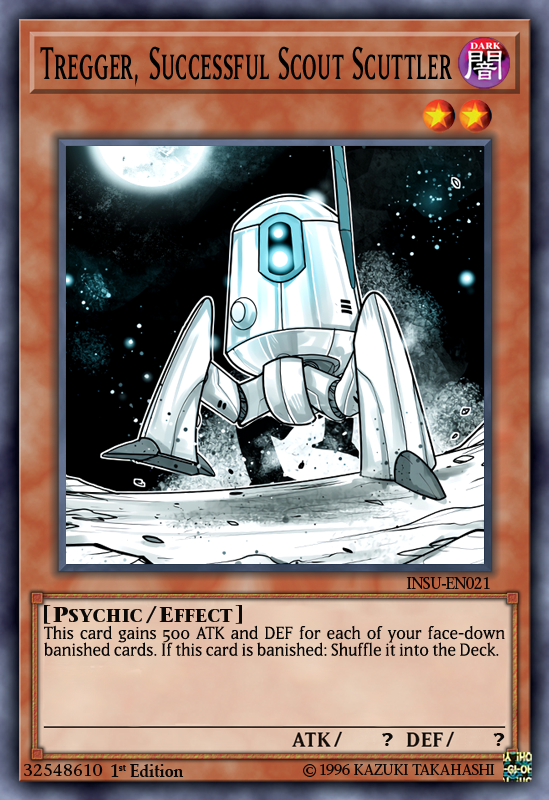 Tregger, Successful Scout Scuttler
DARK
闇
INSU-EN021
[Psychic/Effect]
This card gains 500 ATK and DEF for each of your face-down
banished cards. If this card is banished: Shuffle it into the Deck.
ATK/ ? DEF/ ?
32548610 1st Edition ©1996 KAZUKI TAKAHASHI